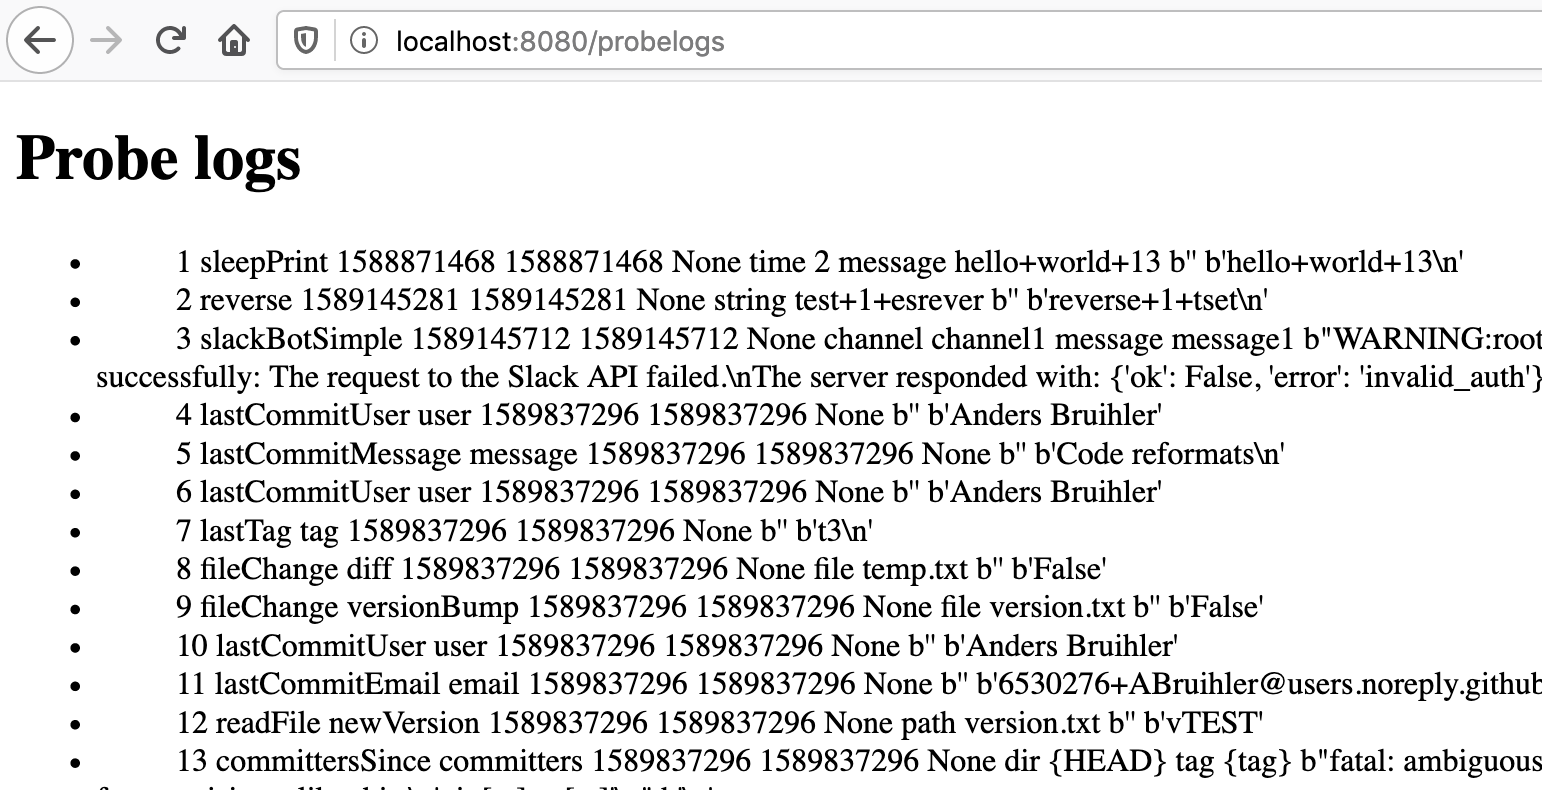 localhost:8080/probelogs
Probe logs
1 sleepPrint 1588871468 1588871468 None time 2 message hello+world+13 b'' b'hello+world+13\n'
2 reverse 1589145281 1589145281 None string test+1+esrever b'' b'reverse+1+tset\n'
3 slackBotSimple 1589145712 1589145712 None channel channel1 message message1 b"WARNING:root
successfully: The request to the Slack API failed.\nThe server responded with: {'ok': False, 'error': 'invalid_auth'}
4 lastCommitUser user 1589837296 1589837296 None b'' b'Anders Bruihler'
5 lastCommitMessage message 1589837296 1589837296 None b'' b'Code reformats\n'
6 lastCommitUser user 1589837296 1589837296 None b'' b'Anders Bruihler'
7 lastTag tag 1589837296 1589837296 None b'' b't3\n'
8 fileChange diff 1589837296 1589837296 None file temp.txt b'' b'False'
9 fileChange versionBump 1589837296 1589837296 None file version.txt b'' b'False'
10 lastCommitUser user 1589837296 1589837296 None b'' b'Anders Bruihler'
11 lastCommitEmail email 1589837296 1589837296 None b'' b'6530276+ABruihler@users.noreply.github
12 readFile newVersion 1589837296 1589837296 None path version.txt b'' b'vTEST'
13 committersSince committers 1589837296 1589837296 None dir {HEAD} tag {tag} b"fatal: ambiguous